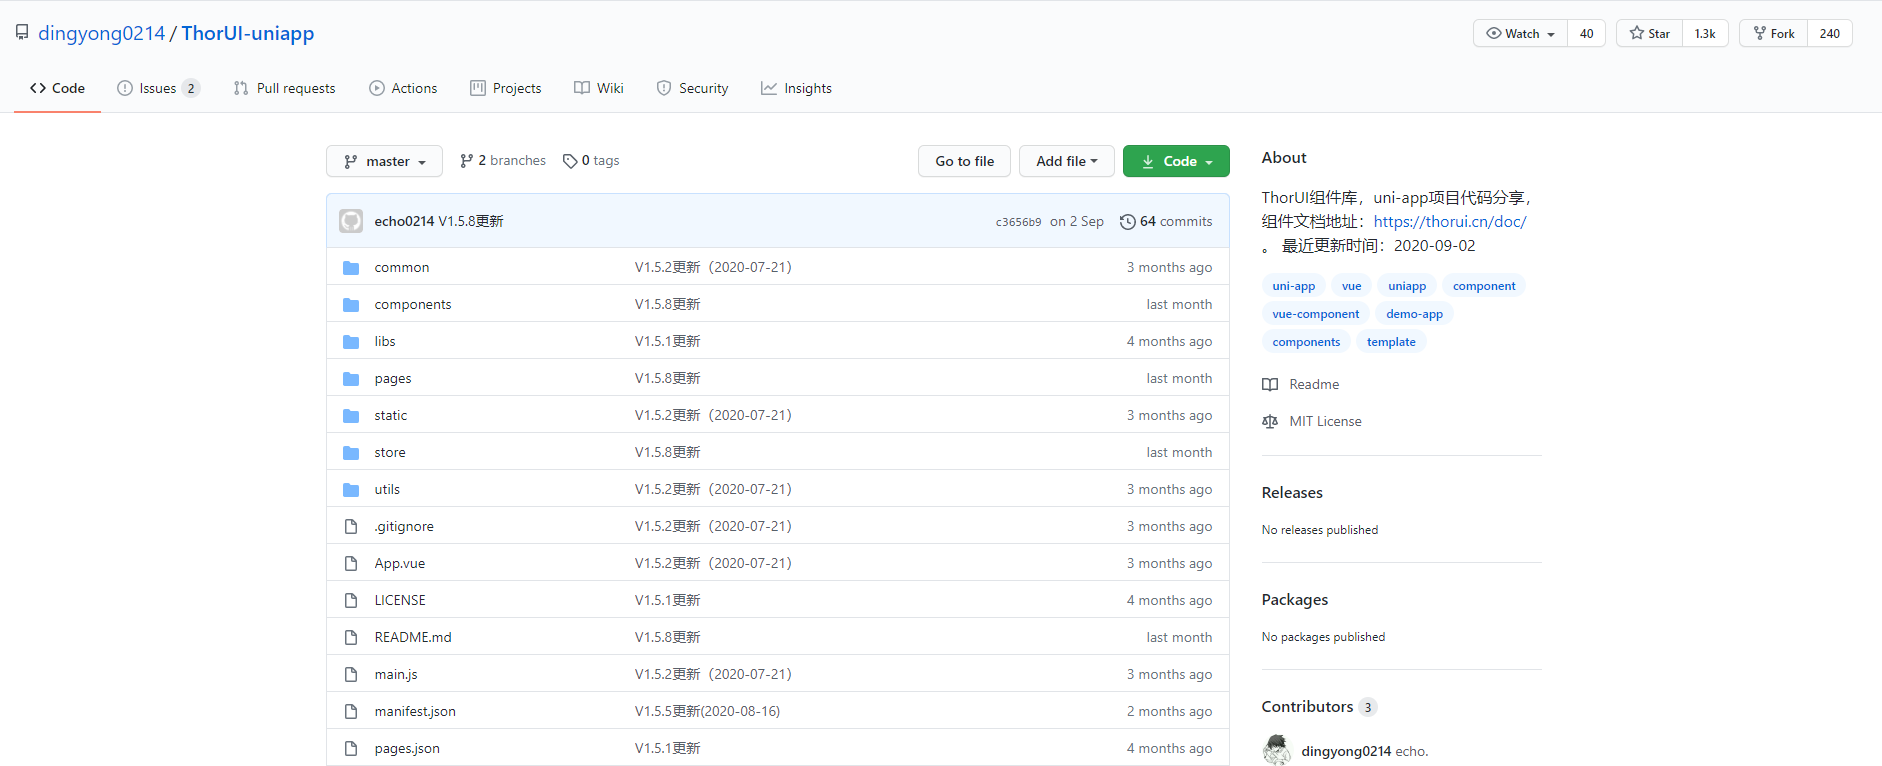 dingyong0214 / ThorUI-uniapp
Watch 40 Star 1.3k Fork 240
Code Issues 2 Pull requests Actions Projects Wiki Security Insights
master 2 branches 0 tags Go to file Add file Code
echo0214 V1.5.8更新 c3656b9 on 2 Sep 64 commits
common V1.5.2更新（2020-07-21） 3 months ago
components V1.5.8更新 last month
libs V1.5.1更新 4 months ago
pages V1.5.8更新 last month
static V1.5.2更新（2020-07-21） 3 months ago
store V1.5.8更新 last month
utils V1.5.2更新（2020-07-21） 3 months ago
.gitignore V1.5.2更新（2020-07-21） 3 months ago
App.vue V1.5.2更新（2020-07-21） 3 months ago
LICENSE V1.5.1更新 4 months ago
README.md V1.5.8更新 last month
main.js V1.5.2更新（2020-07-21） 3 months ago
manifest.json V1.5.5更新(2020-08-16) 2 months ago
pages.json V1.5.1更新 4 months ago
About
ThorUI组件库，uni-app项目代码分享，
组件文档地址：https://thorui.cn/doc/
。 最近更新时间：2020-09-02
uni-app vue uniapp component
vue-component demo-app
components template
Readme
MIT License
Releases
No releases published
Packages
No packages published
Contributors 3
dingyong0214 echo.